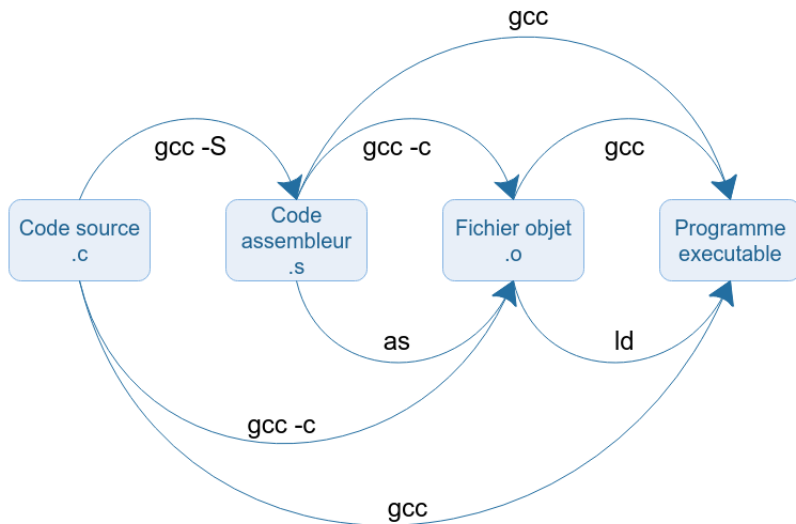 gcc
gcc -S
gcc -c
gcc
Code source
.c
Code
assembleur
.s
Fichier objet
.o
Programme
executable
as
ld
gcc -c
gcc